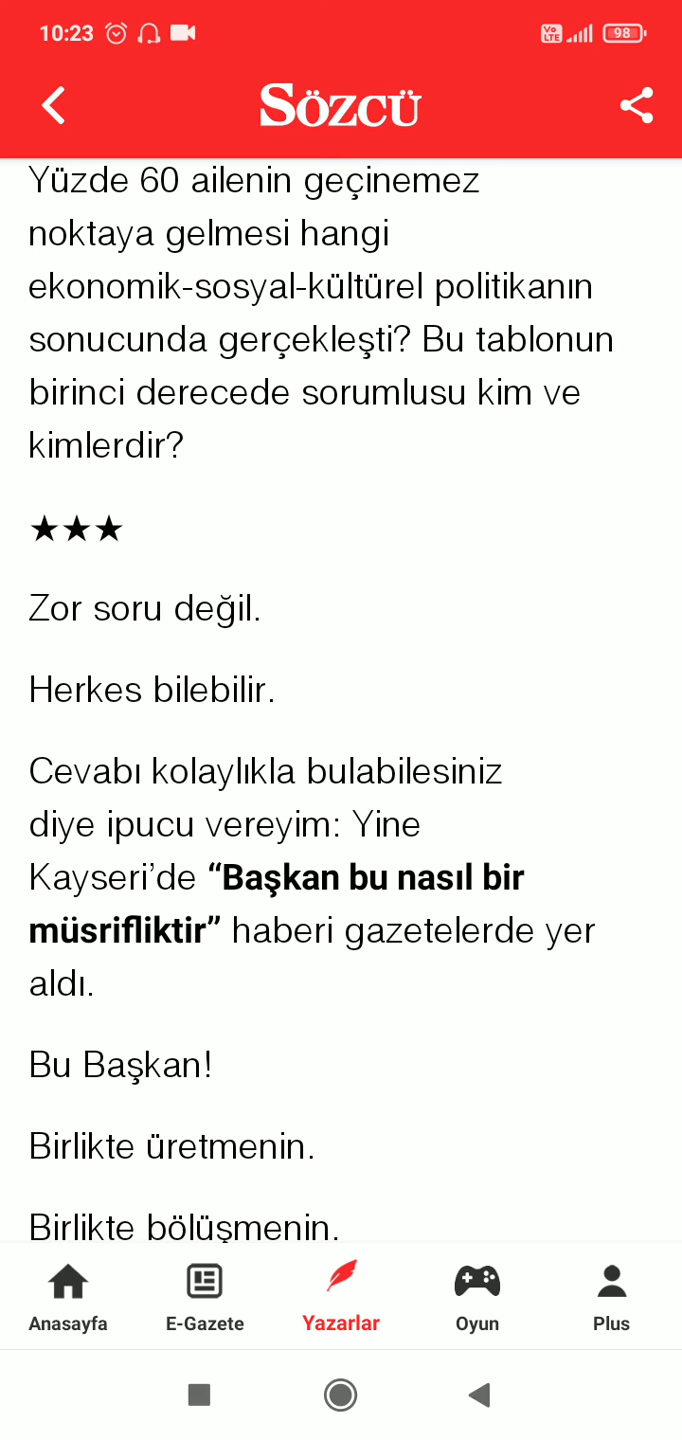 10:23
Vo LTE
98
SÖZCÜ
Yüzde 60 ailenin geçinemez
noktaya gelmesi hangi
ekonomik-sosyal-kültürel politikanın
sonucunda gerçekleşti? Bu tablonun
birinci derecede sorumlusu kim ve
kimlerdir?
★★★
Zor soru değil.
Herkes bilebilir.
Cevabı kolaylıkla bulabilesiniz
diye ipucu vereyim: Yine
Kayseri’de “Başkan bu nasıl bir
müsrifliktir” haberi gazetelerde yer
aldı.
Bu Başkan!
Birlikte üretmenin.
Birlikte bölüşmenin.
Anasayfa
E-Gazete
Yazarlar
Oyun
Plus